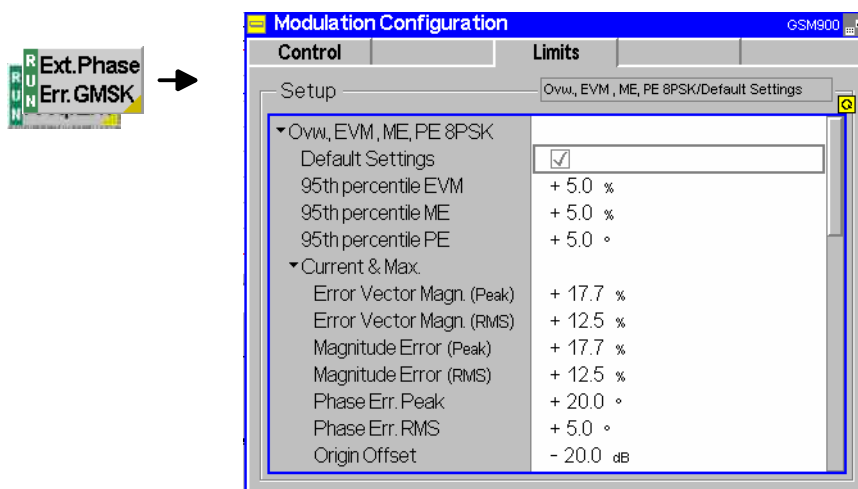 RUN
Ext.Phase
Err.GMSK
RUN
Modulation Configuration
GSM900
Control
Limits
Setup
Ovw., EVM , ME, PE 8PSK/Default Settings
Ovw, EVM, ME, PE 8PSK
Default Settings
95th percentile EVM + 5.0 %
95th percentile ME + 5.0 %
95th percentile PE + 5.0 °
Current & Max.
Error Vector Magn. (Peak) + 17.7 %
Error Vector Magn. (RMS) + 12.5 %
Magnitude Error (Peak) + 17.7 %
Magnitude Error (RMS) + 12.5 %
Phase Err. Peak + 20.0 °
Phase Err. RMS + 5.0 °
Origin Offset - 20.0 dB